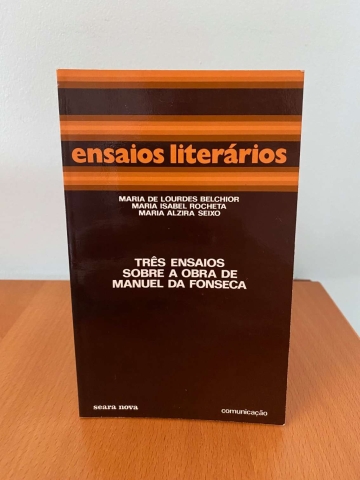 ensaios literários
MARIA DE LOURDES BELCHIOR
MARIA ISABEL ROCHETA
MARIA ALZIRA SEIXO
TRÊS ENSAIOS
SOBRE A OBRA DE
MANUEL DA FONSECA
seara nova
comunicação